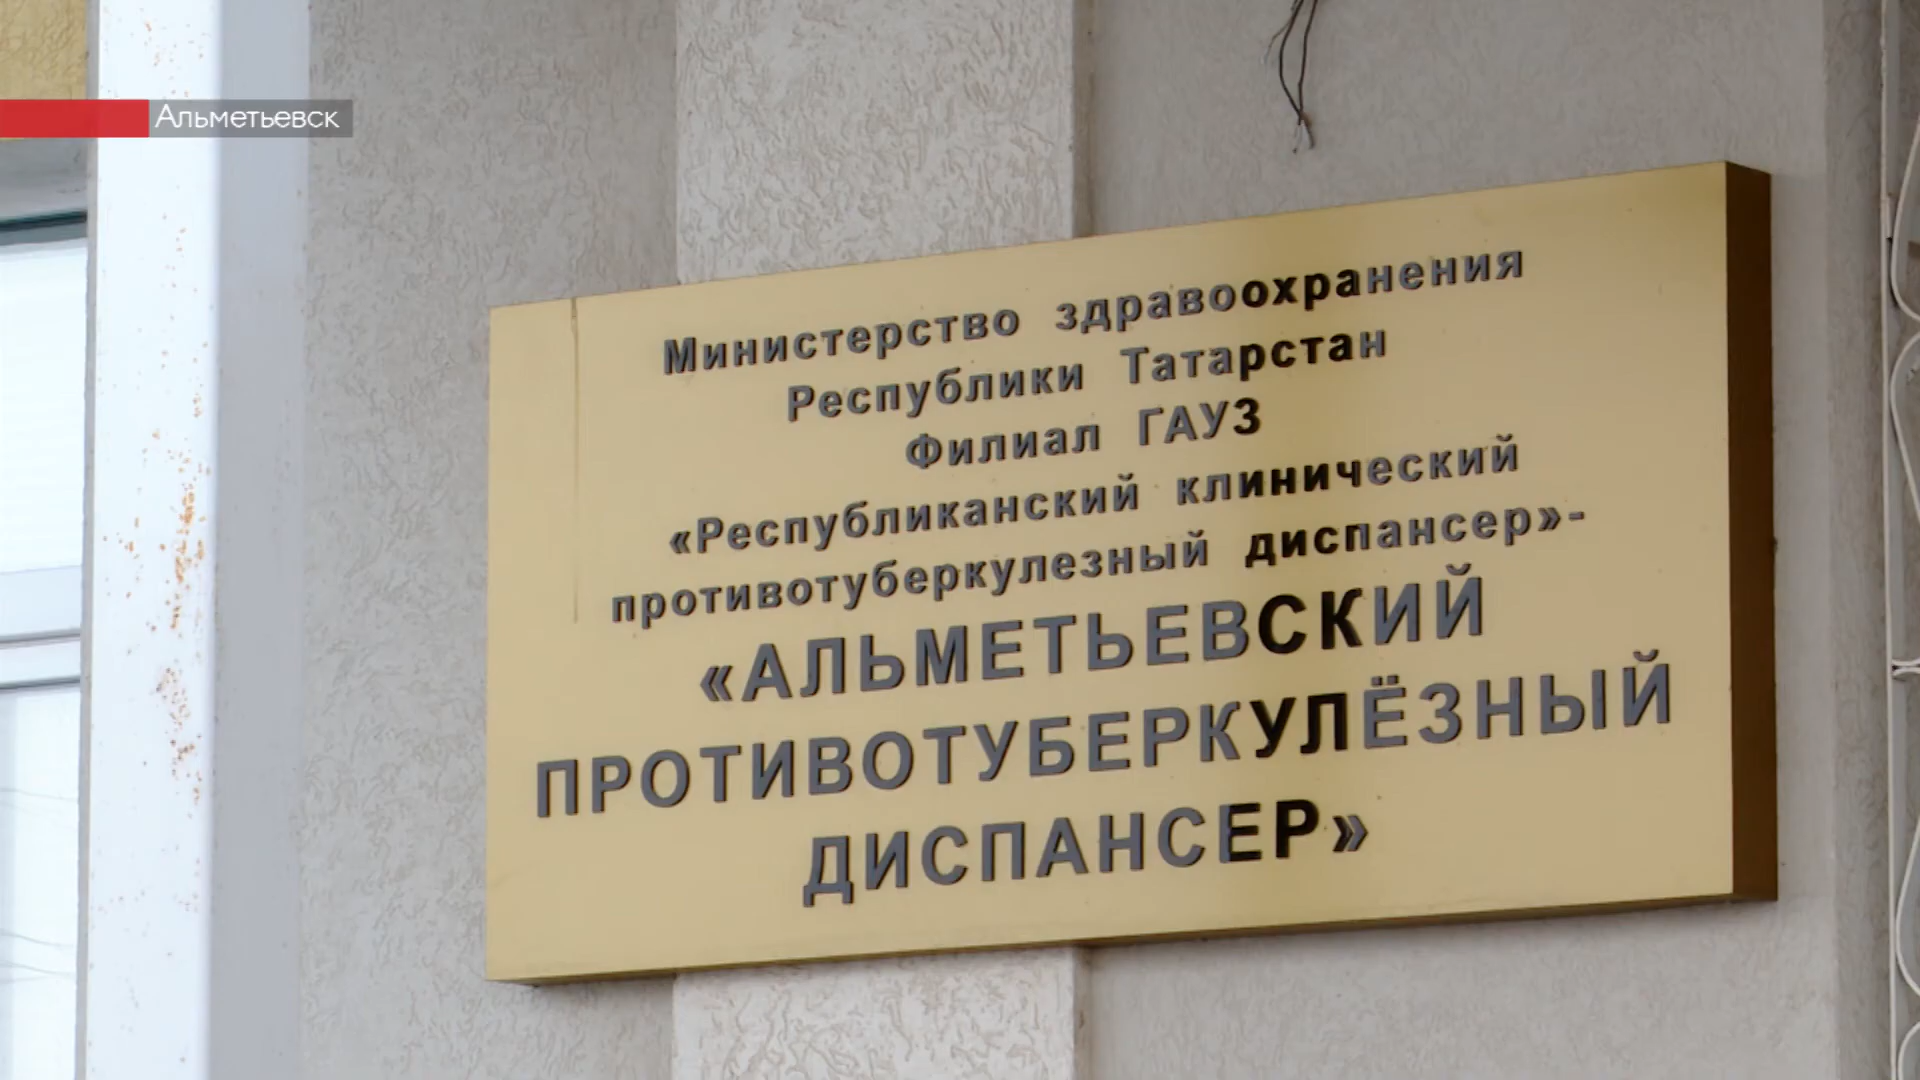 Альметьевск
Министерство здравоохранения
Республики Татарстан
Филиал ГАУЗ
«Республиканский клинический
противотуберкулезный диспансер»-
«АЛЬМЕТЬЕВСКИЙ
ПРОТИВОТУБЕРКУЛЁЗНЫЙ
ДИСПАНСЕР»